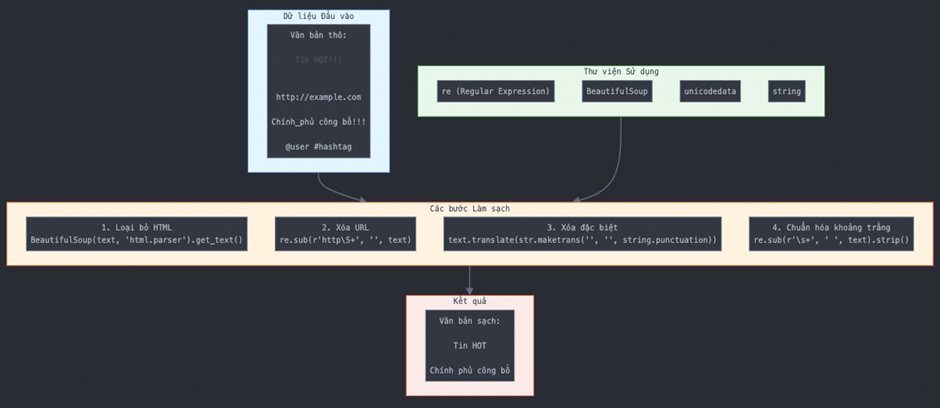 Dữ liệu Đầu vào
Văn bản thô:
Tin HOT!!!
http://example.com
Chính_phủ công bố!!!
@user #hashtag
Thư viện Sử dụng
re (Regular Expression)
BeautifulSoup
unicodedata
string
Các bước Làm sạch
1. Loại bỏ HTML
BeautifulSoup(text, 'html.parser').get_text()
2. Xóa URL
re.sub(r'http\S+', '', text)
3. Xóa đặc biệt
text.translate(str.maketrans('', '', string.punctuation))
4. Chuẩn hóa khoảng trắng
re.sub(r'\s+', ' ', text).strip()
Kết quả
Văn bản sạch:
Tin HOT
Chính phủ công bố